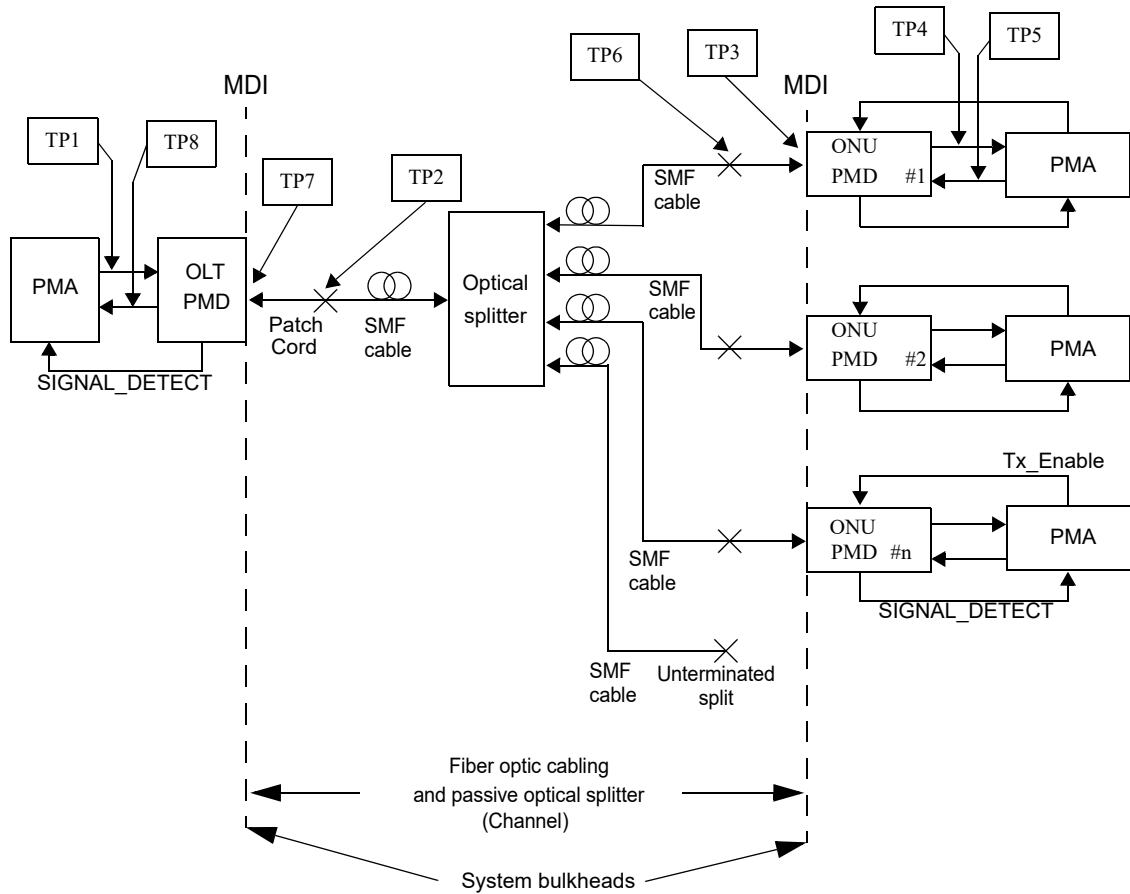 TP4
TP5
TP6
TP3
MDI
MDI
TP1
TP8
TP7
TP2
ONU
PMD #1
PMA
SMF
cable
PMA
OLT
PMD
Optical
splitter
Patch
Cord
SMF
cable
SMF
cable
ONU
PMD #2
PMA
SIGNAL_DETECT
Tx_Enable
ONU
PMD #n
PMA
SMF
cable
SIGNAL_DETECT
SMF
cable
Unterminated
split
Fiber optic cabling
and passive optical splitter
(Channel)
System bulkheads